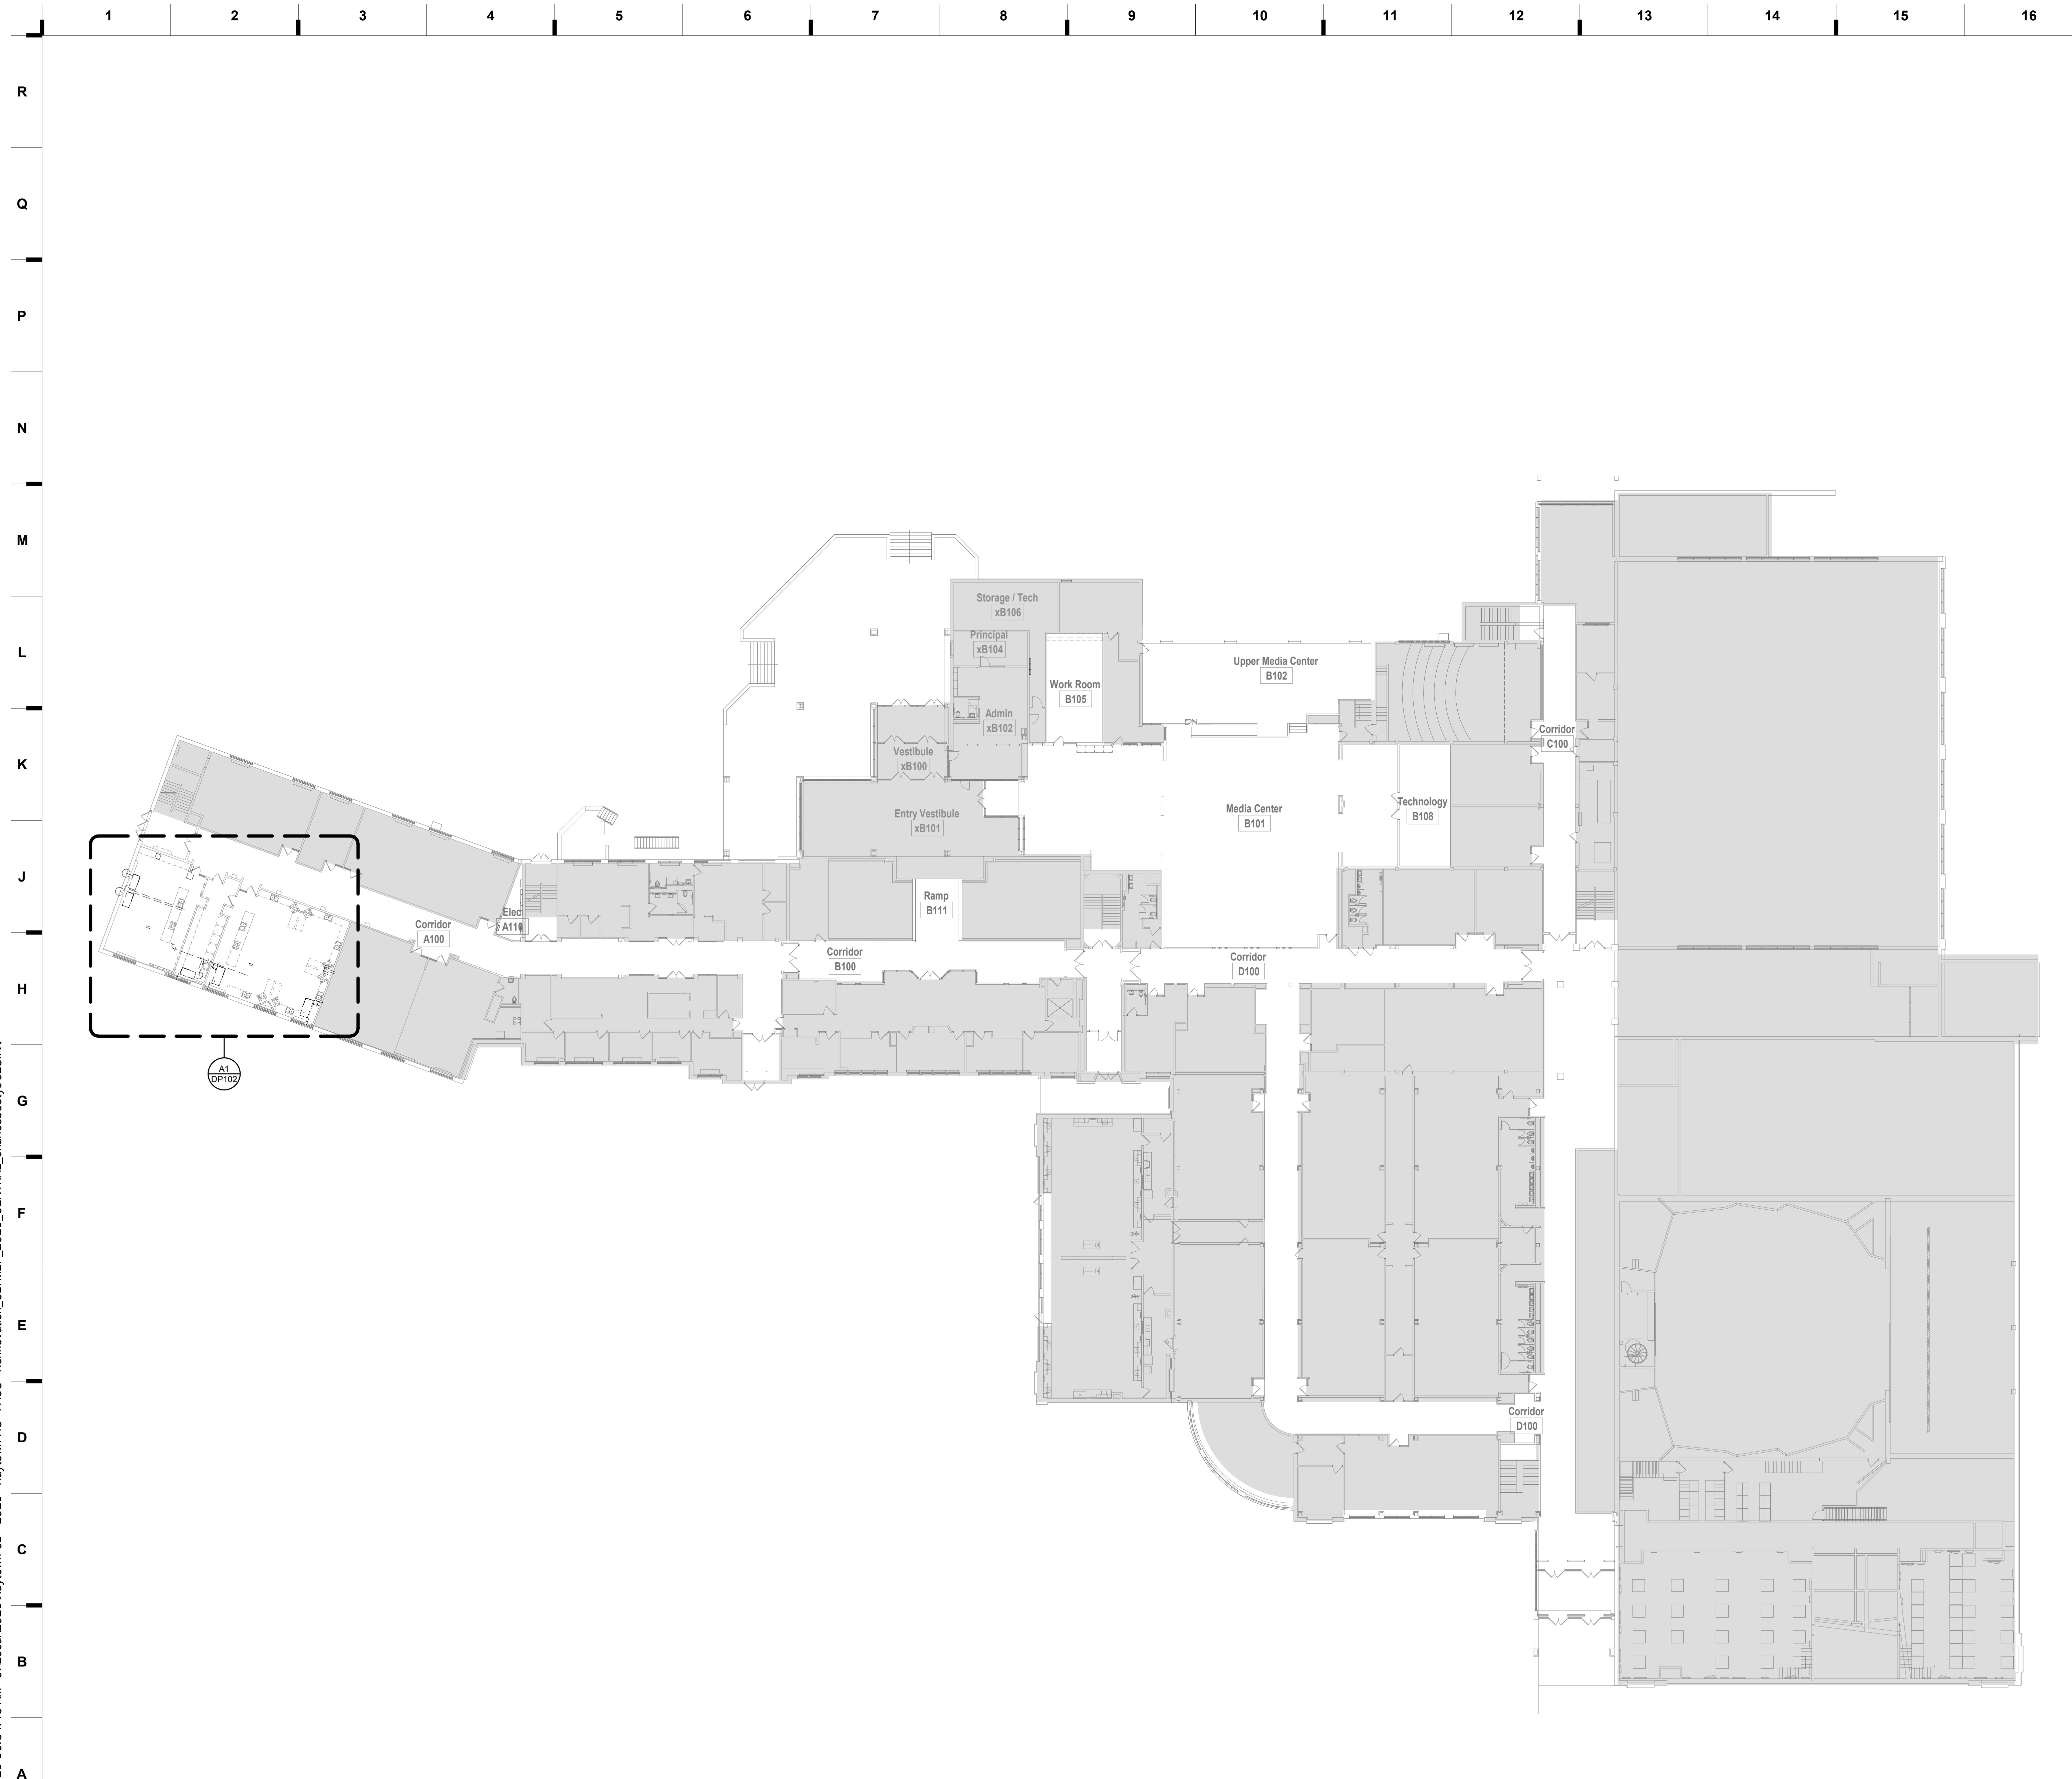 1 2 3 4 5 6 7 8 9 10 11 12 13 14 15 16
R
Q
P
N
M
L
K
J
H
G
F
E
D
C
B
A
Storage / Tech
xB106
Principal
xB104
Upper Media Center
B102
Work Room
B105
Admin
xB102
DN
Corridor
C100
Vestibule
xB100
Technology
B108
Media Center
B101
Entry Vestibule
xB101
Ramp
B111
Elec
A110
Corridor
A100
Corridor
B100
Corridor
D100
A1
DP102
Corridor
D100